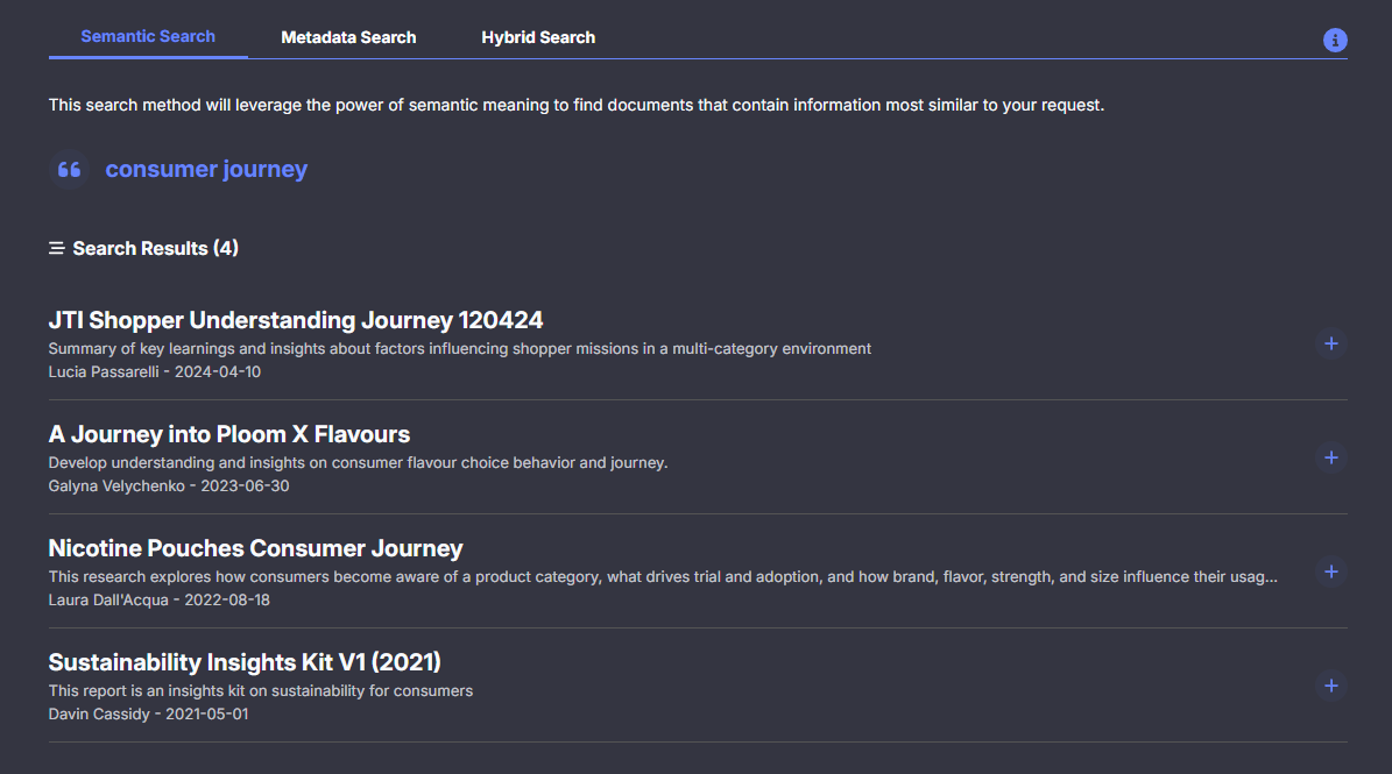 Semantic Search Metadata Search Hybrid Search
This search method will leverage the power of semantic meaning to find documents that contain information most similar to your request.
consumer journey
Search Results (4)
JTI Shopper Understanding Journey 120424
Summary of key learnings and insights about factors influencing shopper missions in a multi-category environment
Lucia Passarelli - 2024-04-10
A Journey into Ploom X Flavours
Develop understanding and insights on consumer flavour choice behavior and journey.
Galyna Velychenko - 2023-06-30
Nicotine Pouches Consumer Journey
This research explores how consumers become aware of a product category, what drives trial and adoption, and how brand, flavor, strength, and size influence their usag...
Laura Dall'Acqua - 2022-08-18
Sustainability Insights Kit V1 (2021)
This report is an insights kit on sustainability for consumers
Davin Cassidy - 2021-05-01